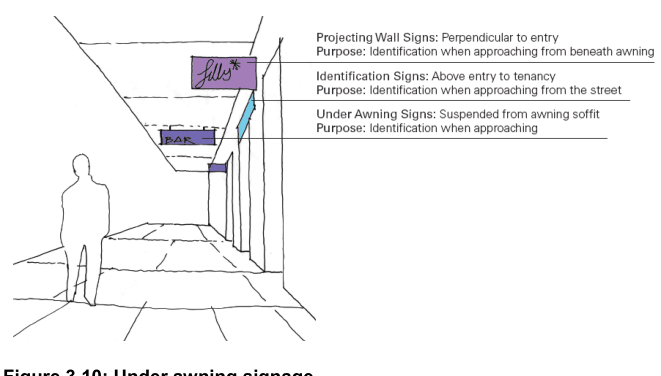 Projecting Wall Signs: Perpendicular to entry
Purpose: Identification when approaching from beneath awning
Identification Signs: Above entry to tenancy
Purpose: Identification when approaching from the street
Under Awning Signs: Suspended from awning soffit
Purpose: Identification when approaching
BAR
Figure 3-10: Under awning signage